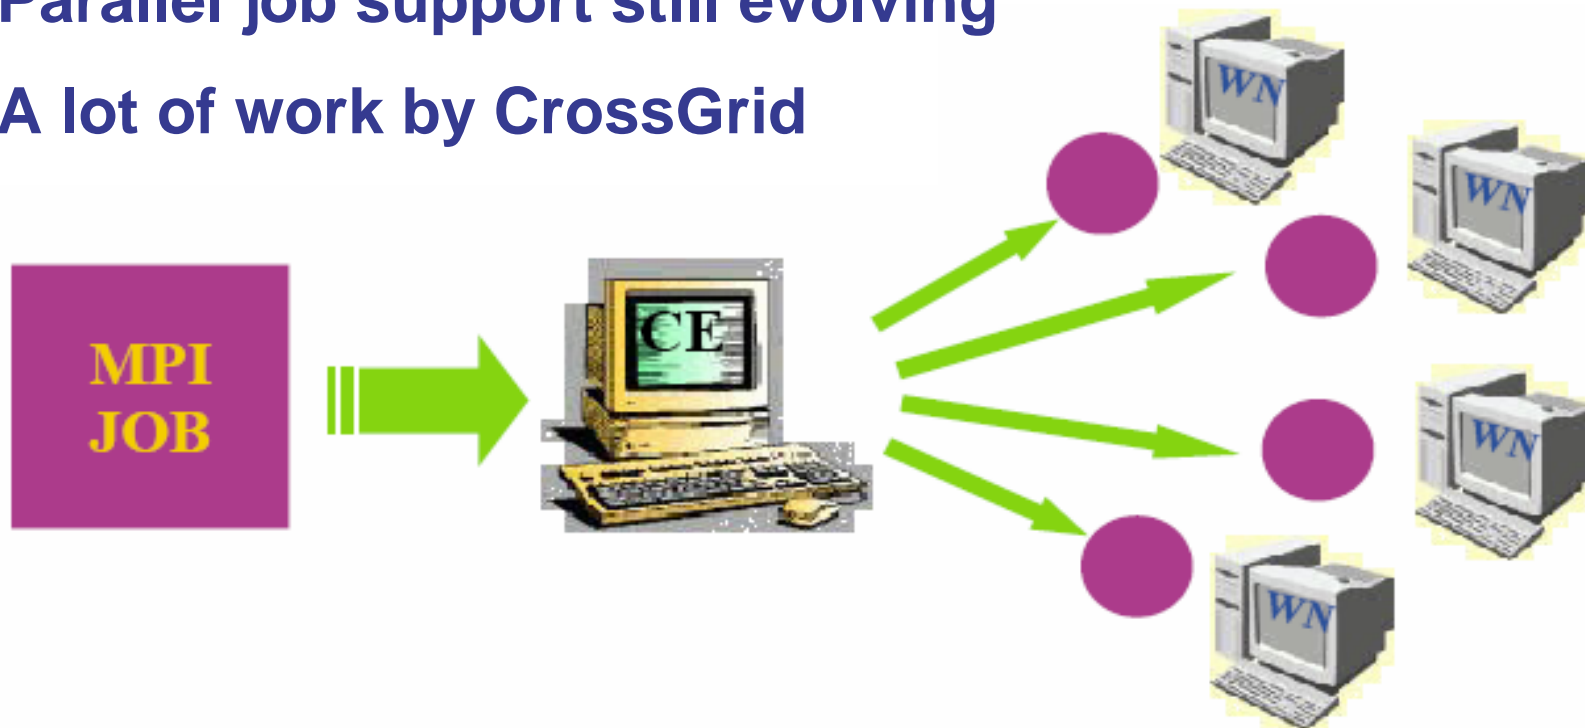 Parallel job support still evolving
A lot of work by CrossGrid
MPI
JOB
CE
WN
WN
WN
WN